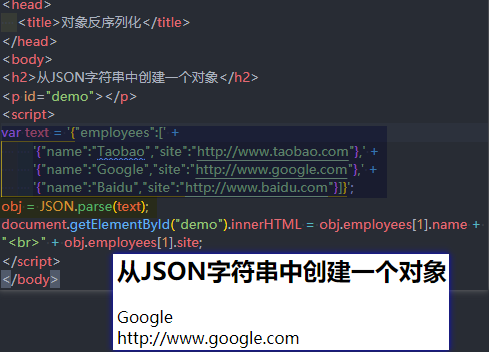 <head>
<title>对象反序列化</title>
</head>
<body>
<h2>从JSON字符串中创建一个对象</h2>
<p id="demo"></p>
<script>
var text = '{"employees":[' +
'{"name":"Taobao","site":"http://www.taobao.com"},' +
'{"name":"Google","site":"http://www.google.com"},' +
'{"name":"Baidu","site":"http://www.baidu.com"}]}';
obj = JSON.parse(text);
document.getElementById("demo").innerHTML = obj.employees[1].name +
"<br>" + obj.employees[1].site;
</script>
</body>
从JSON字符串中创建一个对象
Google
http://www.google.com